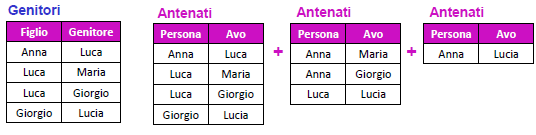 Genitori
Figlio Genitore
Anna Luca
Luca Maria
Luca Giorgio
Giorgio Lucia
Antenati
Persona Avo
Anna Luca
Luca Maria
Luca Giorgio
Giorgio Lucia
+
Antenati
Persona Avo
Anna Maria
Anna Giorgio
Luca Lucia
+
Antenati
Persona Avo
Anna Lucia